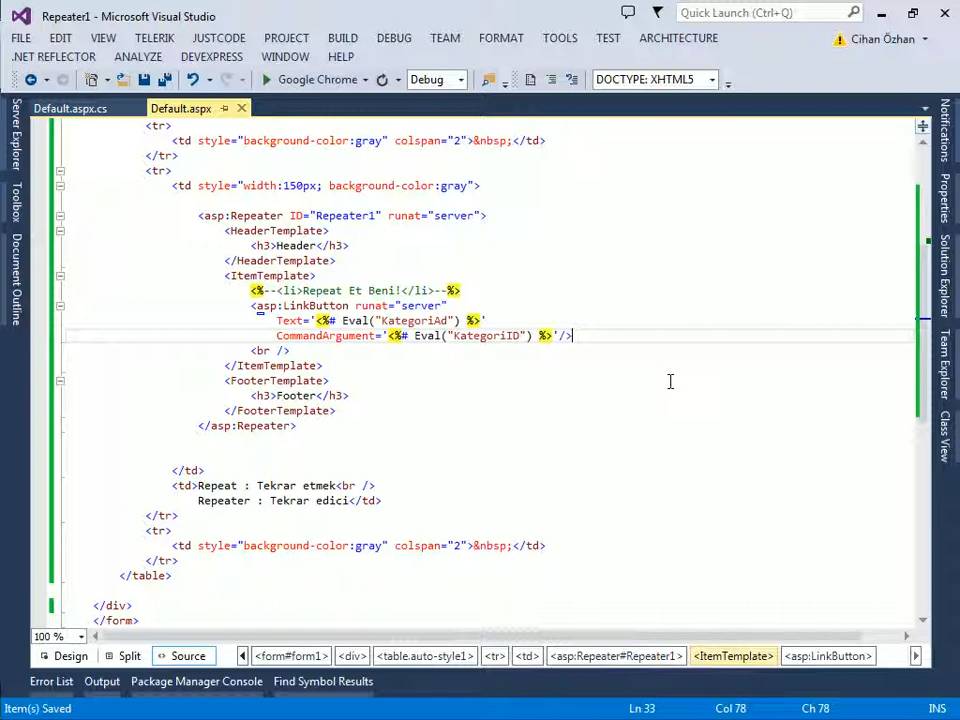 Repeater1 - Microsoft Visual Studio
Quick Launch (Ctrl+Q)
FILE EDIT VIEW TELERIK JUSTCODE PROJECT BUILD DEBUG TEAM FORMAT TOOLS TEST ARCHITECTURE
Cihan Özhan
.NET REFLECTOR ANALYZE DEVEXPRESS WINDOW HELP
Google Chrome Debug DOCTYPE: XHTML5
Default.aspx.cs Default.aspx
Server Explorer
Toolbox
Document Outline
<tr>
<td style="background-color:gray" colspan="2">&nbsp;</td>
</tr>
<tr>
<td style="width:150px; background-color:gray">
<asp:Repeater ID="Repeater1" runat="server">
<HeaderTemplate>
<h3>Header</h3>
</HeaderTemplate>
<ItemTemplate>
<%--<li>Repeat Et Beni!</li>--%>
<asp:LinkButton runat="server"
Text='<%# Eval("KategoriAd") %>'
CommandArgument='<%# Eval("KategoriID") %>'/>
<br />
</ItemTemplate>
<FooterTemplate>
<h3>Footer</h3>
</FooterTemplate>
</asp:Repeater>
</td>
<td>Repeat : Tekrar etmek<br />
Repeater : Tekrar edici</td>
</tr>
<tr>
<td style="background-color:gray" colspan="2">&nbsp;</td>
</tr>
</table>
</div>
</form>
Notifications
Properties
Solution Explorer
Team Explorer
Class View
100 %
Design Split Source <form#form1> <div> <table.auto-style1> <tr> <td> <asp:Repeater#Repeater1> <ItemTemplate> <asp:LinkButton>
Error List Output Package Manager Console Find Symbol Results
Item(s) Saved Ln 33 Col 78 Ch 78 INS